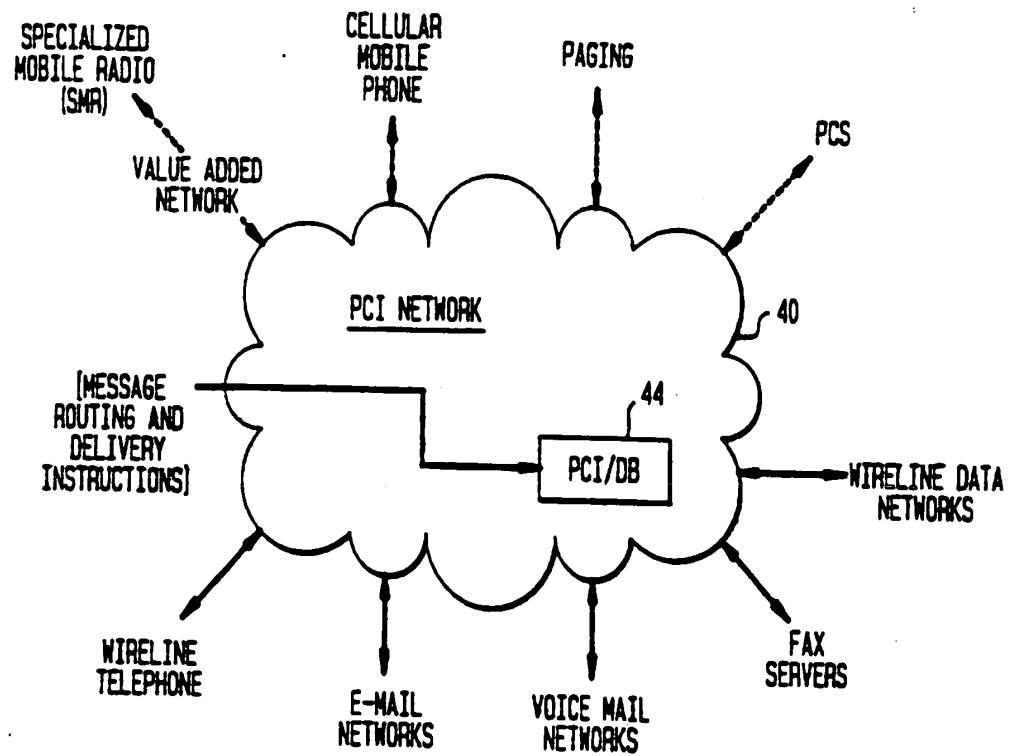 SPECIALIZED
MOBILE RADIO
(SMR)
CELLULAR
MOBILE
PHONE
PAGING
PCS
VALUE ADDED
NETWORK
PCI NETWORK
40
[MESSAGE
ROUTING AND
DELIVERY
INSTRUCTIONS]
44
PCI/DB
WIRELINE DATA
NETWORKS
WIRELINE
TELEPHONE
E-MAIL
NETWORKS
VOICE MAIL
NETWORKS
FAX
SERVERS